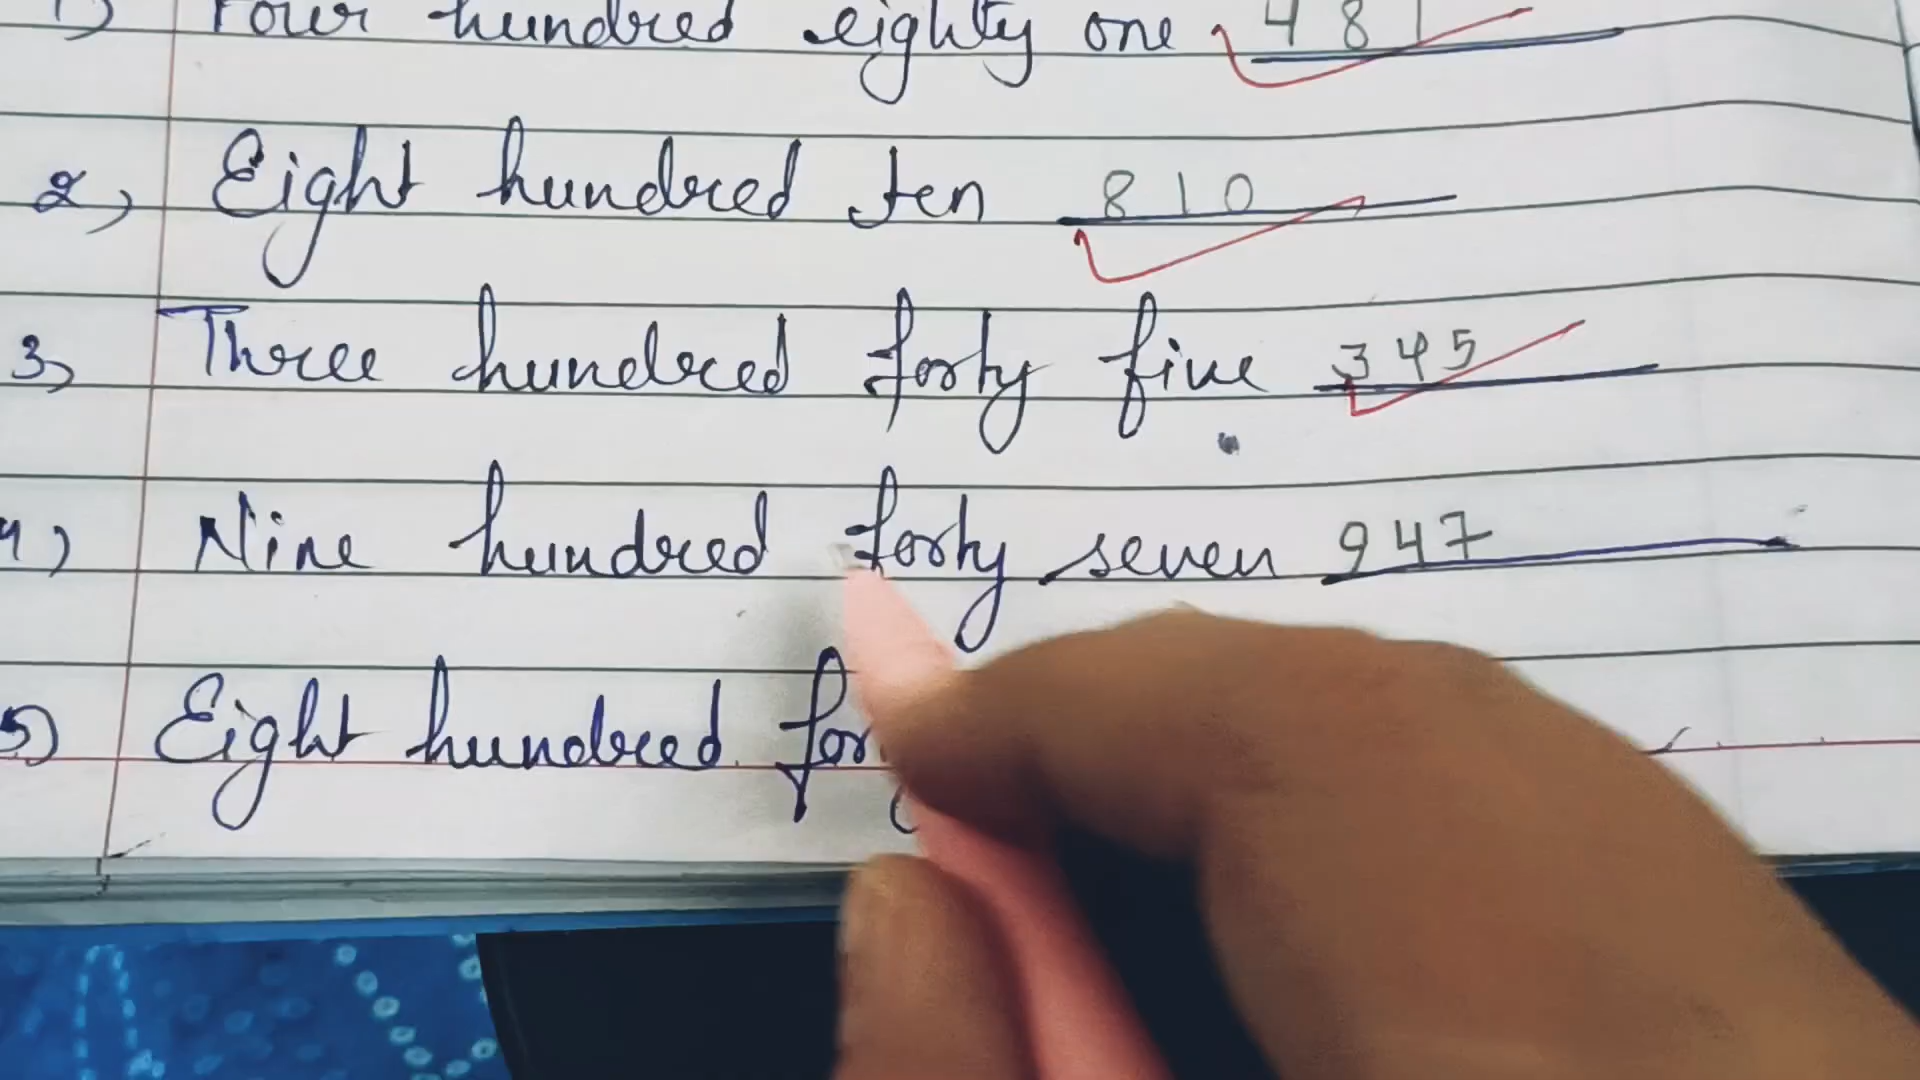 1) Four hundred eighty one 481
2, Eight hundred ten 810
3, Three hundred forty five 345
4) Nine hundred forty seven 947
5) Eight hundred